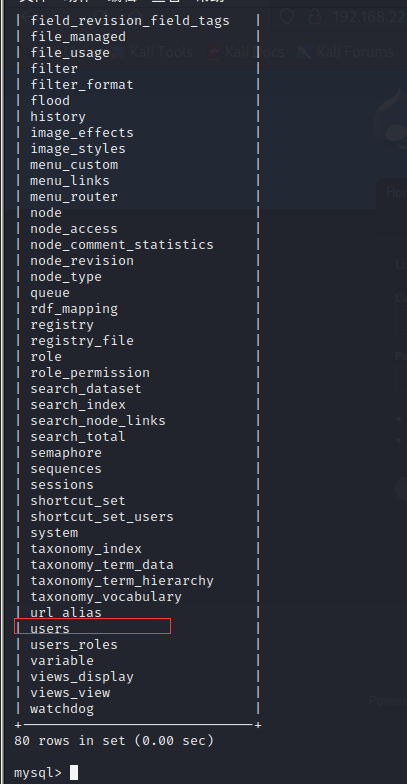 192.168.22
Kali Tools
Kali Docs
Kali Forums
| field_revision_field_tags |
| file_managed |
| file_usage |
| filter |
| filter_format |
| flood |
| history |
| image_effects |
| image_styles |
| menu_custom |
| menu_links |
| menu_router |
| node |
| node_access |
| node_comment_statistics |
| node_revision |
| node_type |
| queue |
| rdf_mapping |
| registry |
| registry_file |
| role |
| role_permission |
| search_dataset |
| search_index |
| search_node_links |
| search_total |
| semaphore |
| sequences |
| sessions |
| shortcut_set |
| shortcut_set_users |
| system |
| taxonomy_index |
| taxonomy_term_data |
| taxonomy_term_hierarchy |
| taxonomy_vocabulary |
| url_alias |
| users |
| users_roles |
| variable |
| views_display |
| views_view |
| watchdog |
+-----------------------------+
80 rows in set (0.00 sec)
mysql>